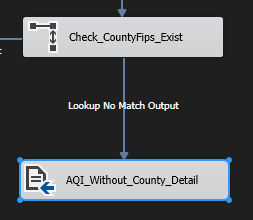 Check_CountyFips_Exist
Lookup No Match Output
AQI_Without_County_Detail